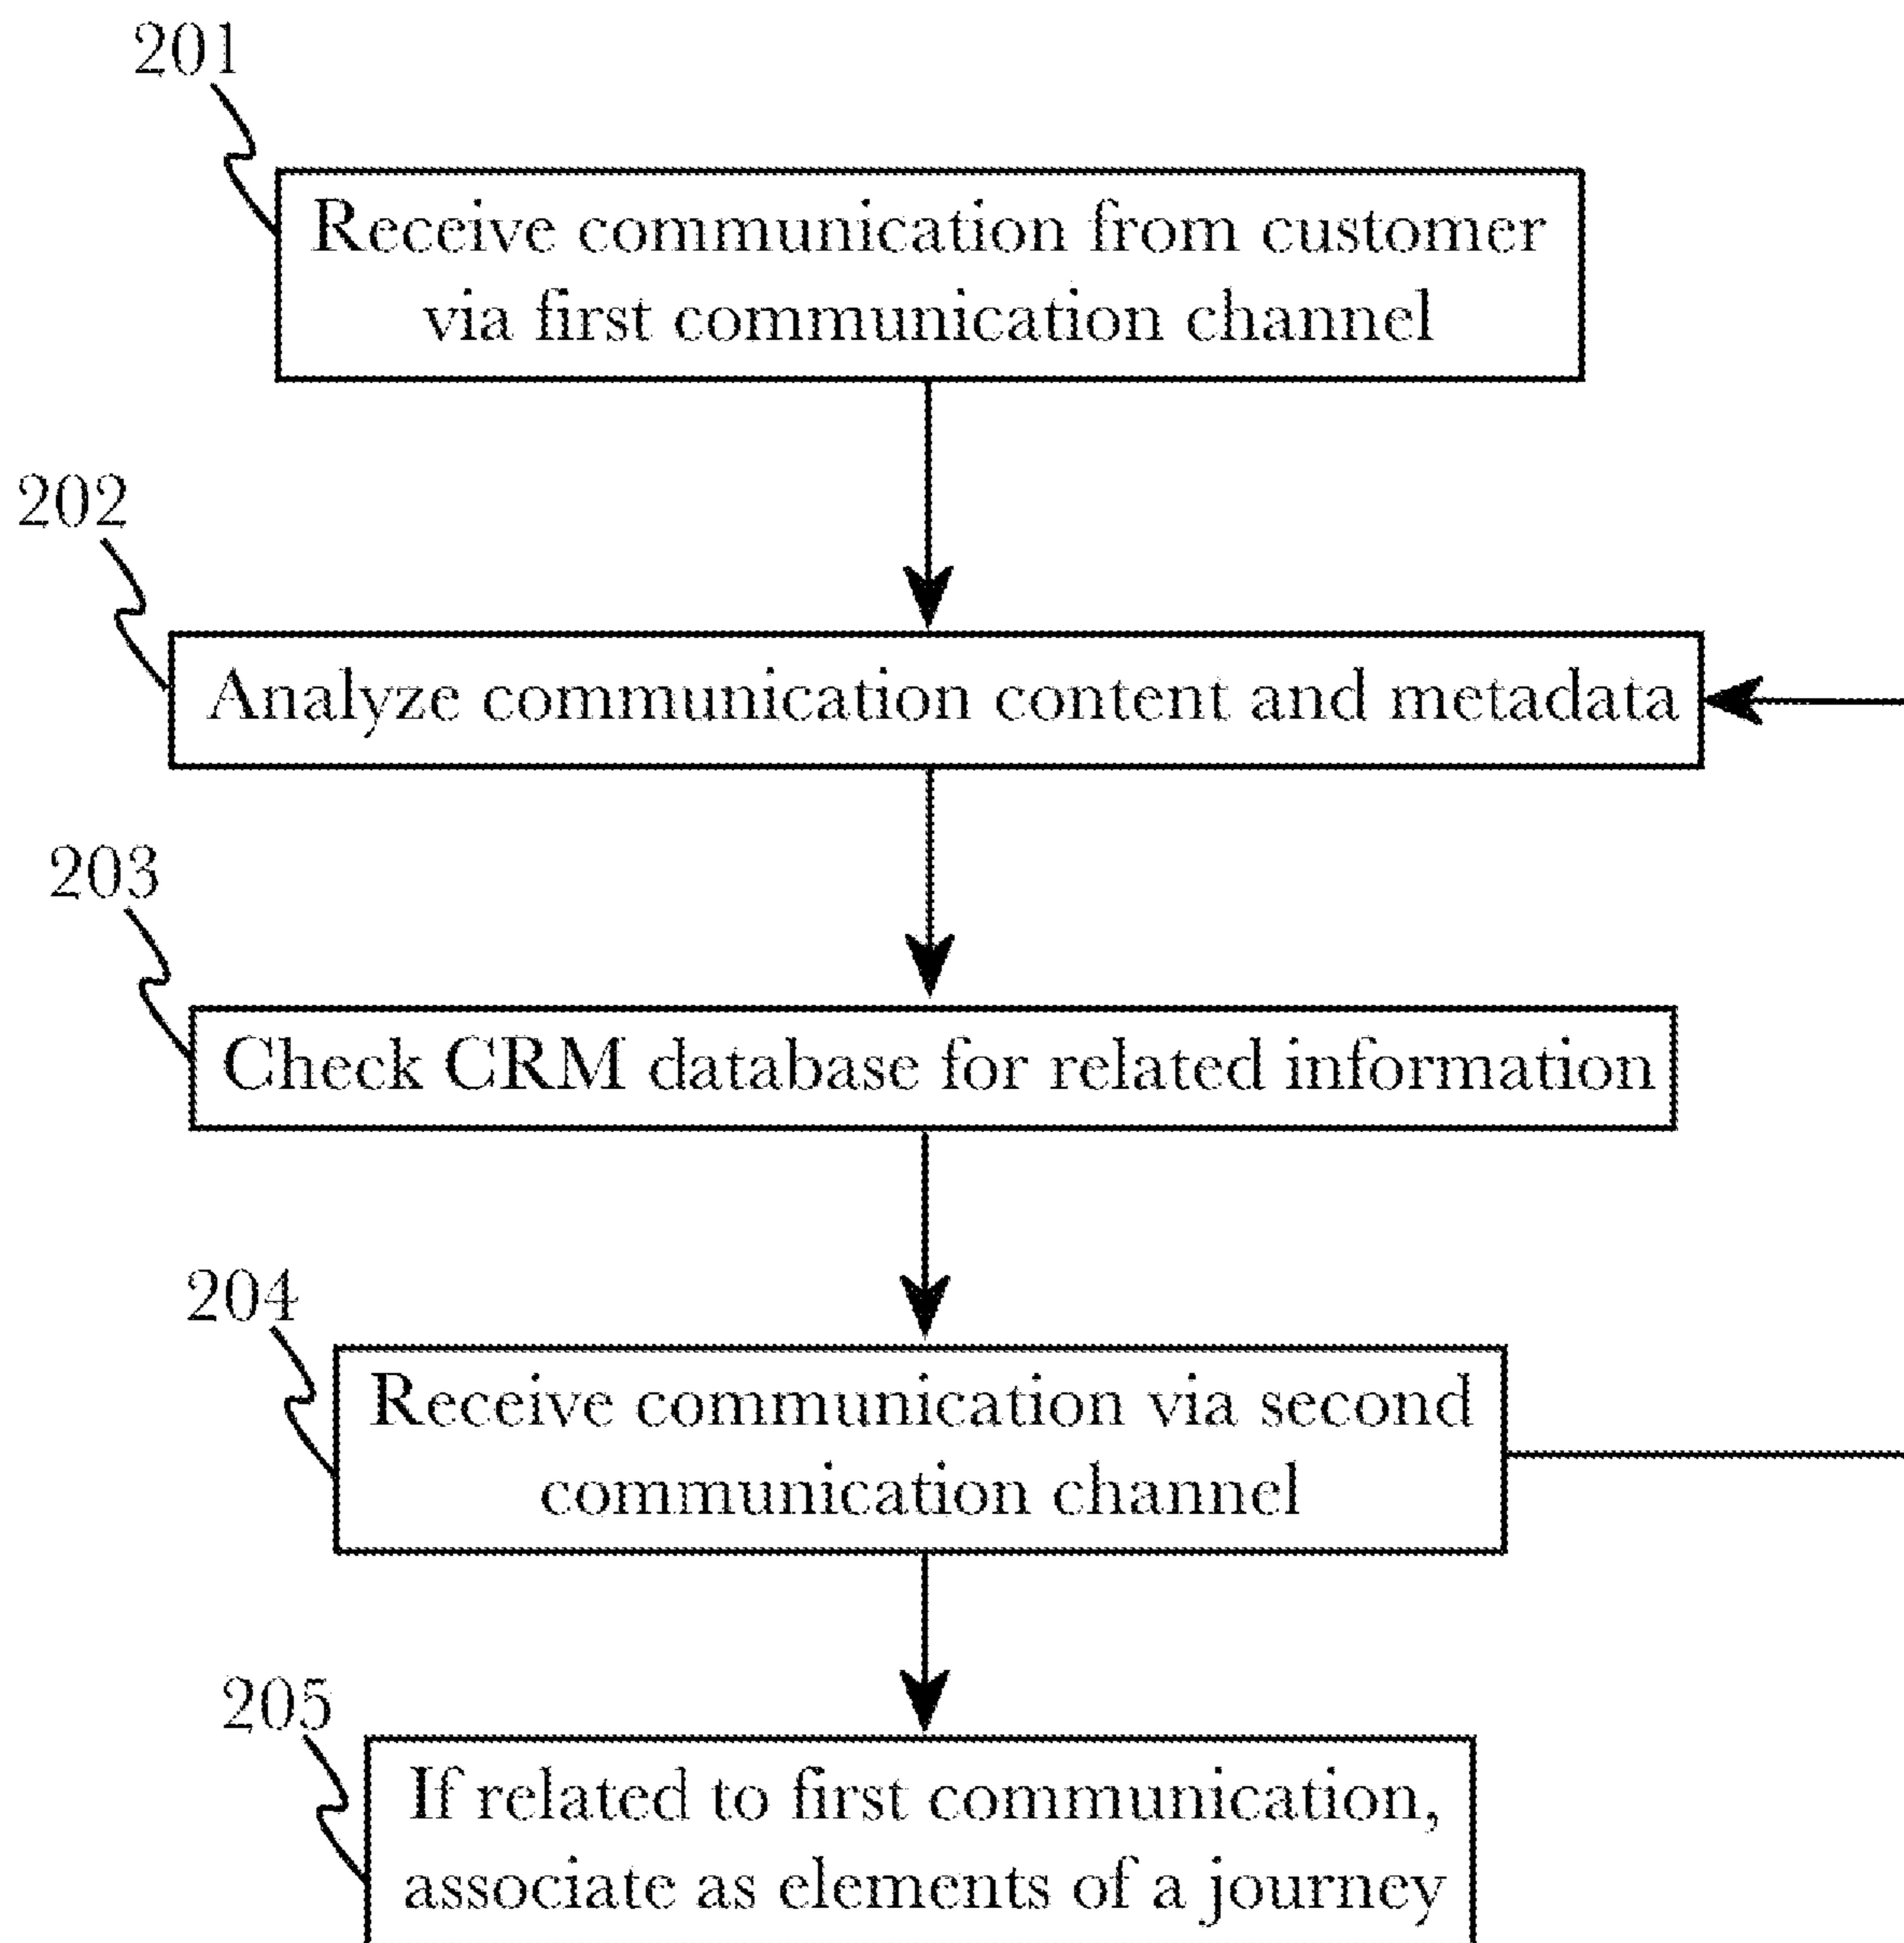 201
Receive communication from customer
via first communication channel
202
Analyze communication content and metadata
203
Check CRM database for related information
204
Receive communication via second
communication channel
205
If related to first communication,
associate as elements of a journey